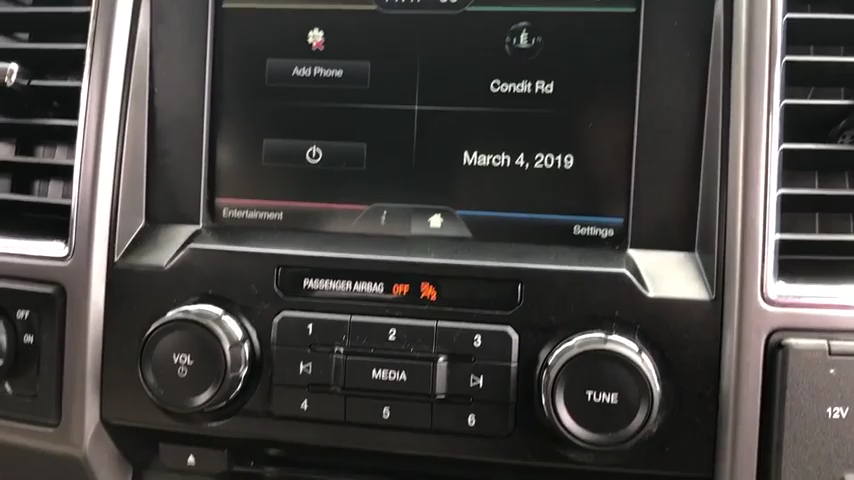 Add Phone
Condit Rd
March 4, 2019
Entertainment
Settings
PASSENGER AIRBAG OFF
OFF
ON
1 2 3
VOL
MEDIA
TUNE
4 5 6
12V